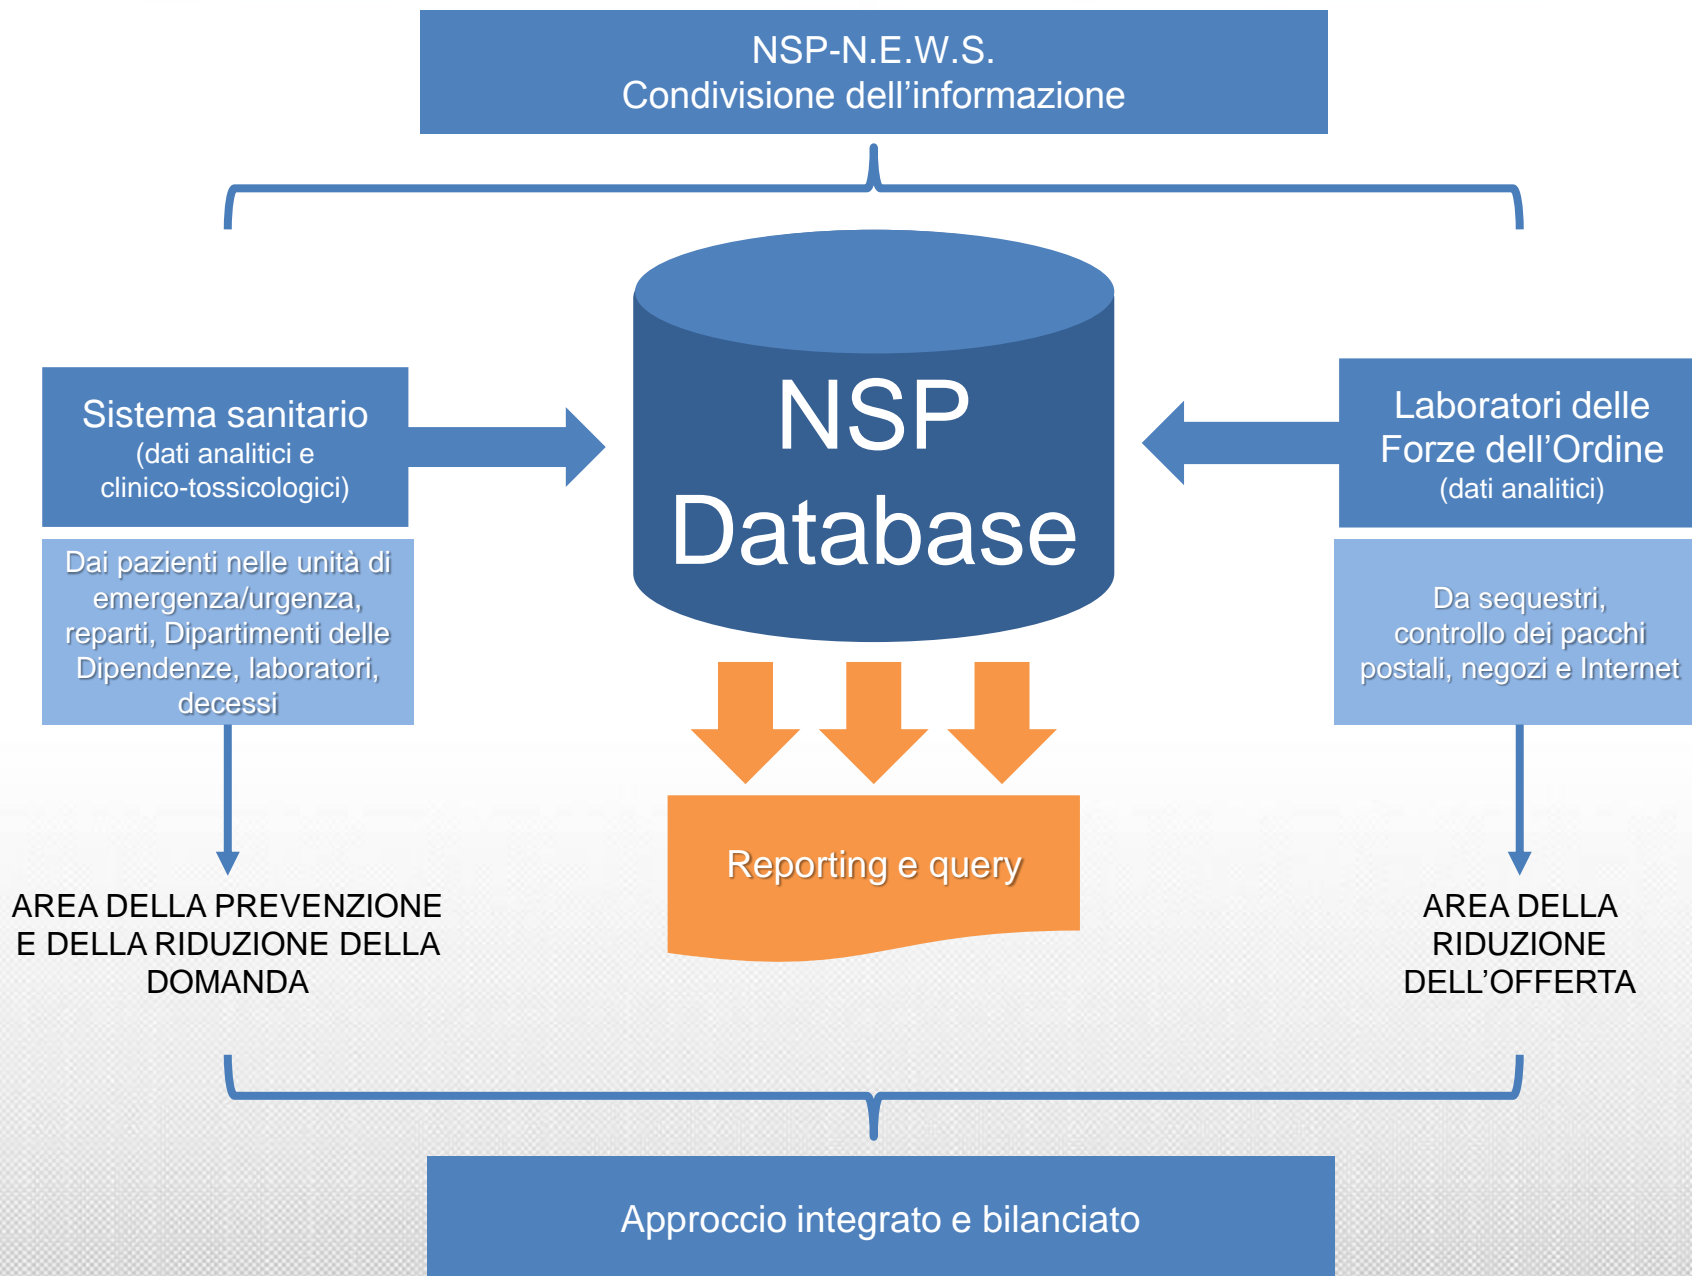 NSP-N.E.W.S.
Condivisione dell’informazione
Sistema sanitario
(dati analitici e
clinico-tossicologici)
Dai pazienti nelle unità di
emergenza/urgenza,
reparti, Dipartimenti delle
Dipendenze, laboratori,
decessi
AREA DELLA PREVENZIONE
E DELLA RIDUZIONE DELLA
DOMANDA
NSP
Database
Reporting e query
Laboratori delle
Forze dell’Ordine
(dati analitici)
Da sequestri,
controllo dei pacchi
postali, negozi e Internet
AREA DELLA
RIDUZIONE
DELL’OFFERTA
Approccio integrato e bilanciato